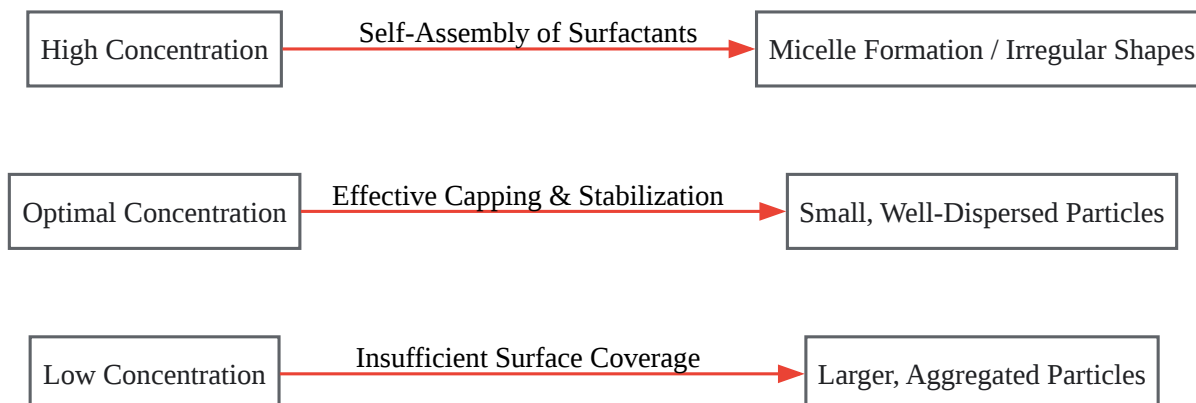 High Concentration
Self-Assembly of Surfactants
Micelle Formation / Irregular Shapes
Optimal Concentration
Effective Capping & Stabilization
Small, Well-Dispersed Particles
Low Concentration
Insufficient Surface Coverage
Larger, Aggregated Particles